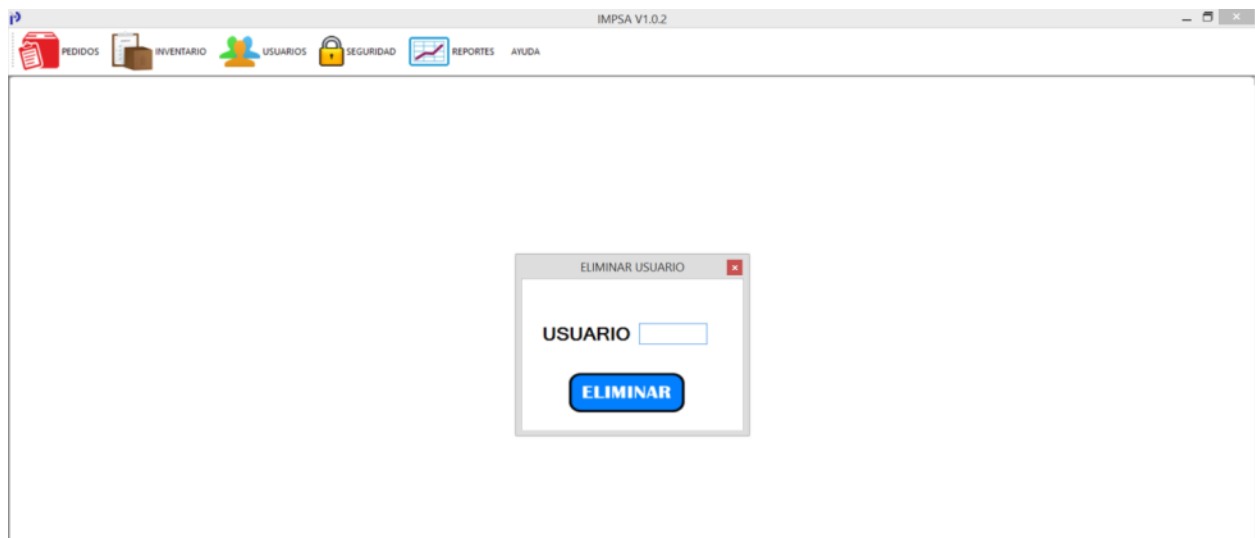 IMPSA V1.0.2
PEDIDOS INVENTARIO USUARIOS SEGURIDAD REPORTES AYUDA
ELIMINAR USUARIO
USUARIO
ELIMINAR